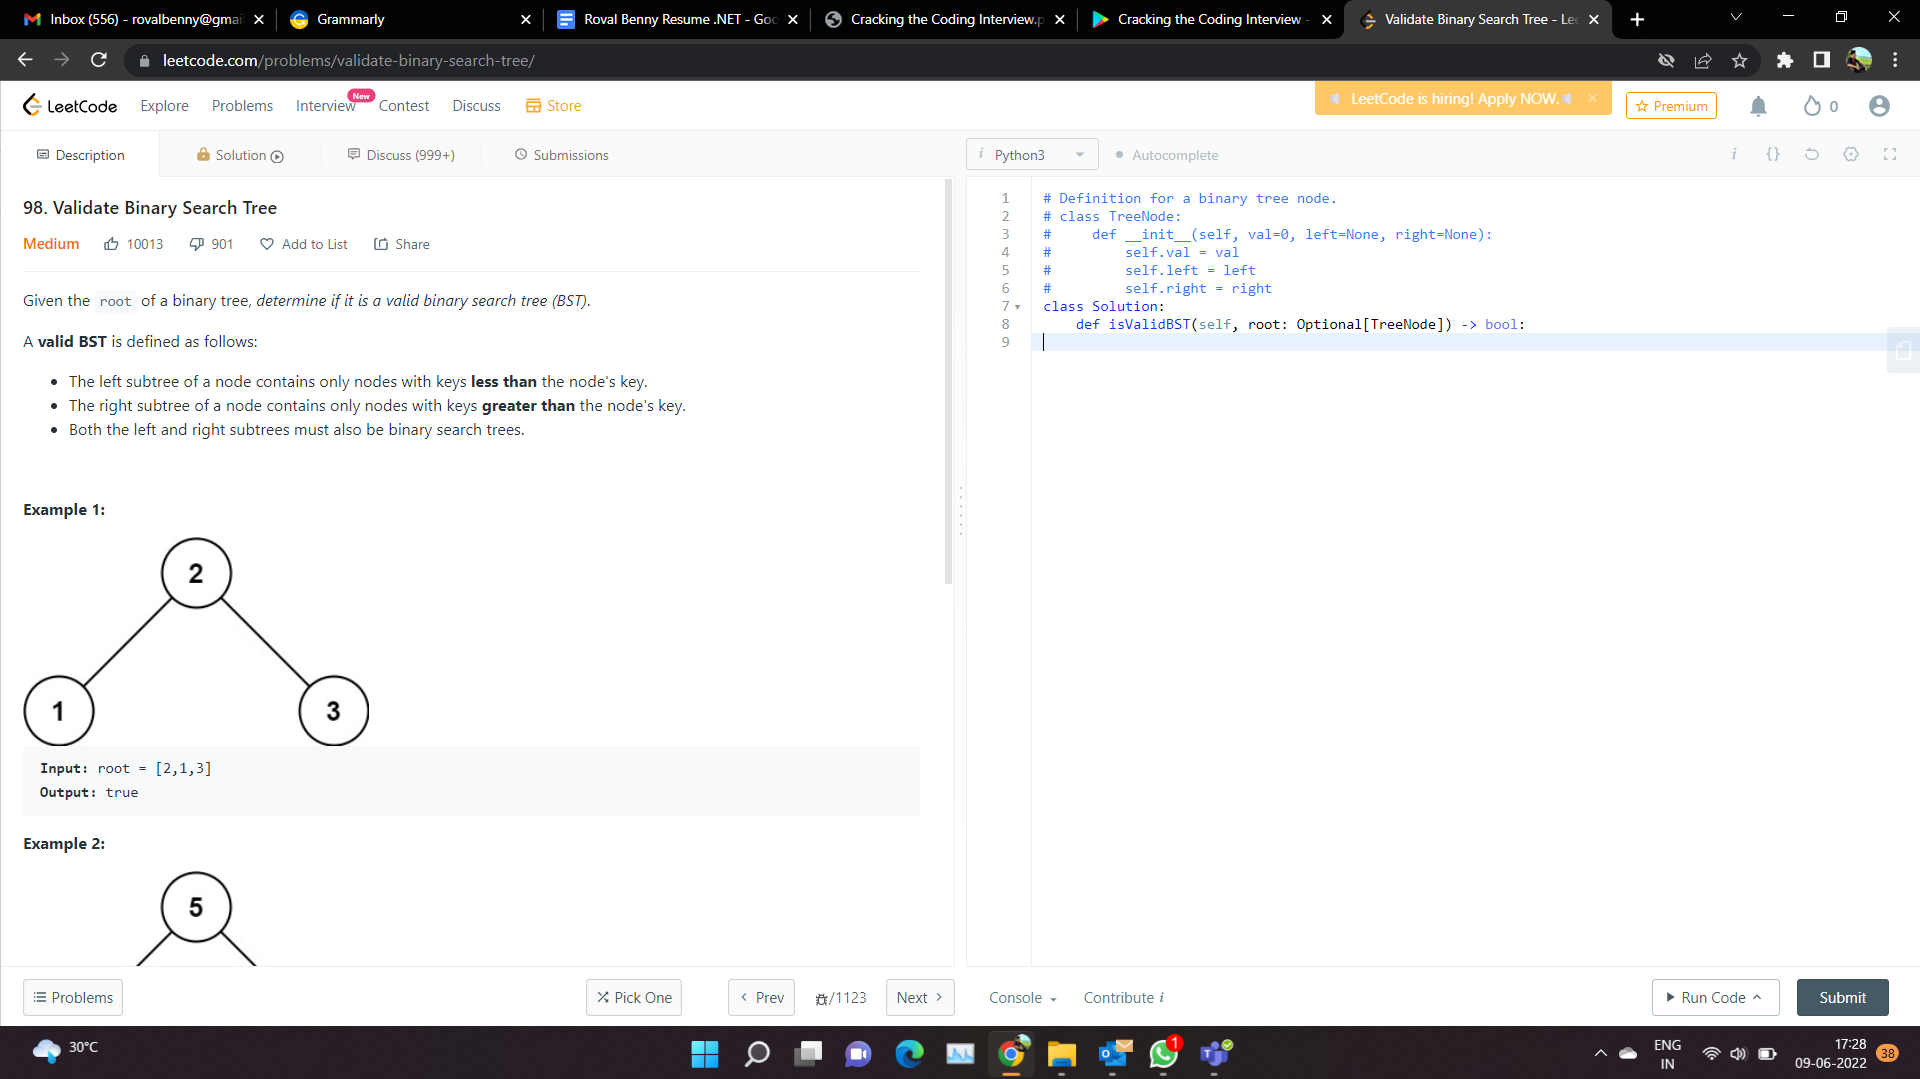 Inbox (556) - rovalbenny@gmai
Grammarly
Roval Benny Resume .NET - Goo
Cracking the Coding Interview.p
Cracking the Coding Interview -
Validate Binary Search Tree - Lee
leetcode.com/problems/validate-binary-search-tree/
LeetCode
Explore
Problems
Interview
New
Contest
Discuss
Store
LeetCode is hiring! Apply NOW.
Premium
0
Description
Solution
Discuss (999+)
Submissions
i Python3
Autocomplete
i {}
98. Validate Binary Search Tree
Medium 10013 901 Add to List Share
Given the root of a binary tree, determine if it is a valid binary search tree (BST).
A valid BST is defined as follows:
• The left subtree of a node contains only nodes with keys less than the node's key.
• The right subtree of a node contains only nodes with keys greater than the node's key.
• Both the left and right subtrees must also be binary search trees.
Example 1:
2
1 3
Input: root = [2,1,3]
Output: true
Example 2:
5
1 # Definition for a binary tree node.
2 # class TreeNode:
3 #     def __init__(self, val=0, left=None, right=None):
4 #         self.val = val
5 #         self.left = left
6 #         self.right = right
7 class Solution:
8     def isValidBST(self, root: Optional[TreeNode]) -> bool:
9
Problems
Pick One
Prev
/1123
Next
Console
Contribute i
Run Code
Submit
30°C
1
ENG
IN
17:28
09-06-2022
38